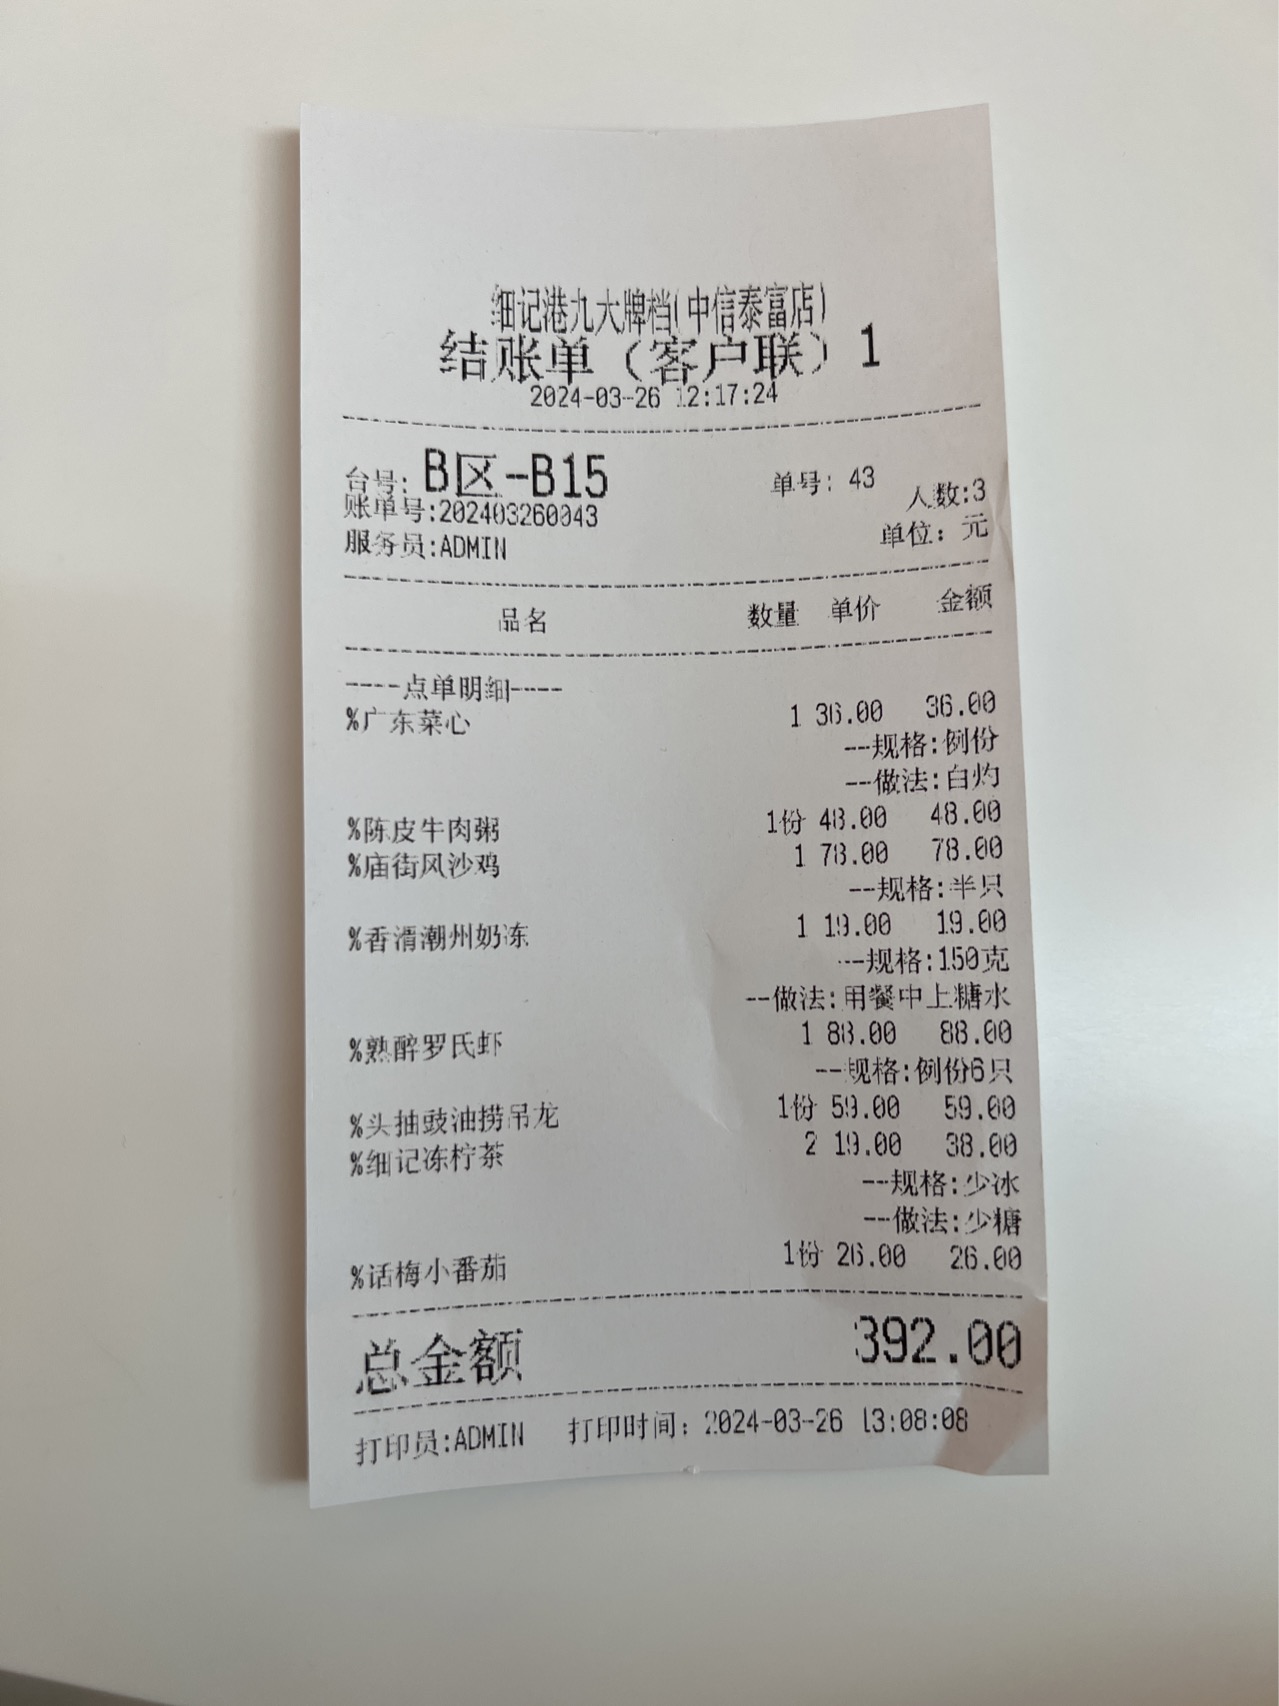 细记港九大牌档(中信泰富店)
结账单（客户联）1
2024-03-26 12:17:24
台号: B区-B15 单号: 43 人数:3
账单号:202403260043 单位: 元
服务员:ADMIN
品名 数量 单价 金额
----点单明细----
%广东菜心 1 36.00 36.00
--规格:例份
--做法:白灼
%陈皮牛肉粥 1份 48.00 48.00
%庙街风沙鸡 1 78.00 78.00
--规格:半只
%香滑潮州奶冻 1 19.00 19.00
---规格:150克
--做法:用餐中上糖水
%熟醉罗氏虾 1 88.00 88.00
--规格:例份6只
%头抽豉油捞吊龙 1份 59.00 59.00
%细记冻柠茶 2 19.00 38.00
--规格:少冰
--做法:少糖
%话梅小番茄 1份 26.00 26.00
总金额 392.00
打印员:ADMIN 打印时间: 2024-03-26 13:08:08